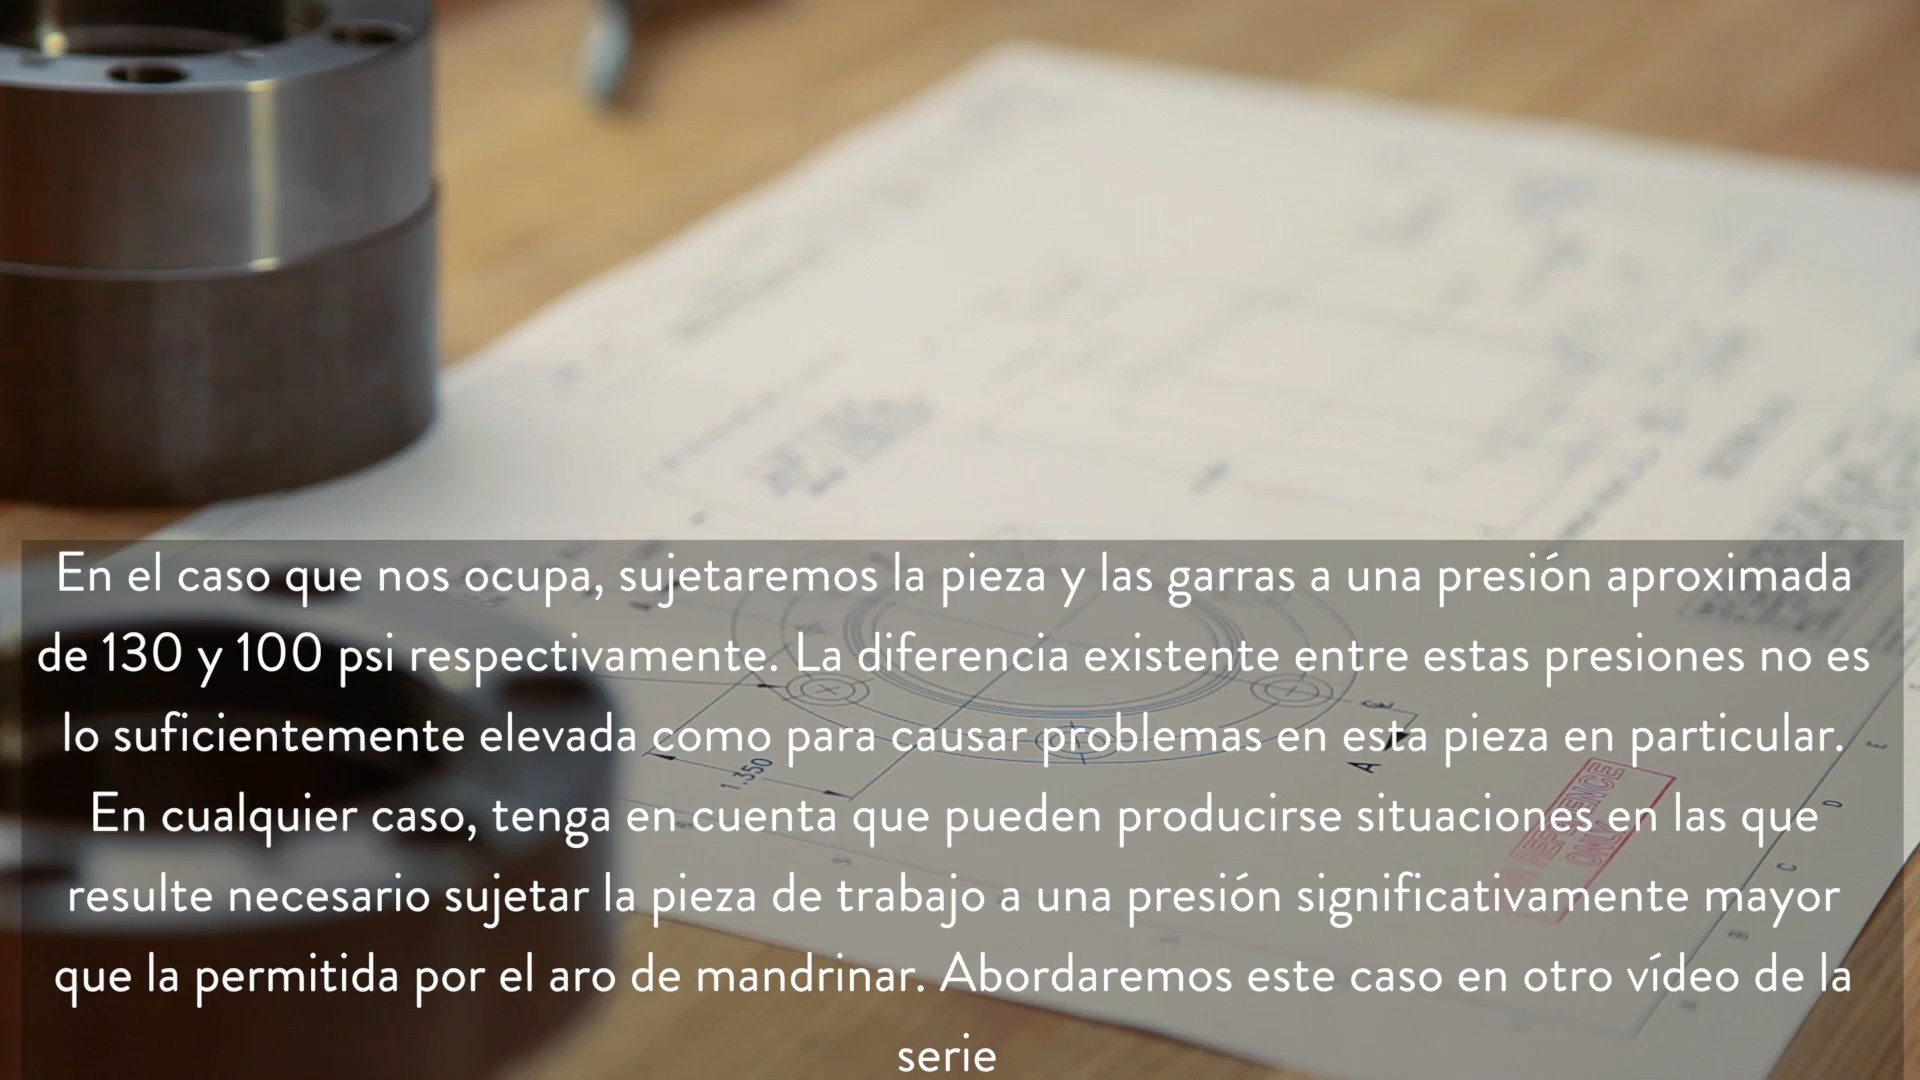 En el caso que nos ocupa, sujetaremos la pieza y las garras a una presión aproximada
de 130 y 100 psi respectivamente. La diferencia existente entre estas presiones no es
lo suficientemente elevada como para causar problemas en esta pieza en particular.
En cualquier caso, tenga en cuenta que pueden producirse situaciones en las que
resulte necesario sujetar la pieza de trabajo a una presión significativamente mayor
que la permitida por el aro de mandrinar. Abordaremos este caso en otro vídeo de la
serie
1.350
A
REFERENCE
ONLY
E
D
C
B